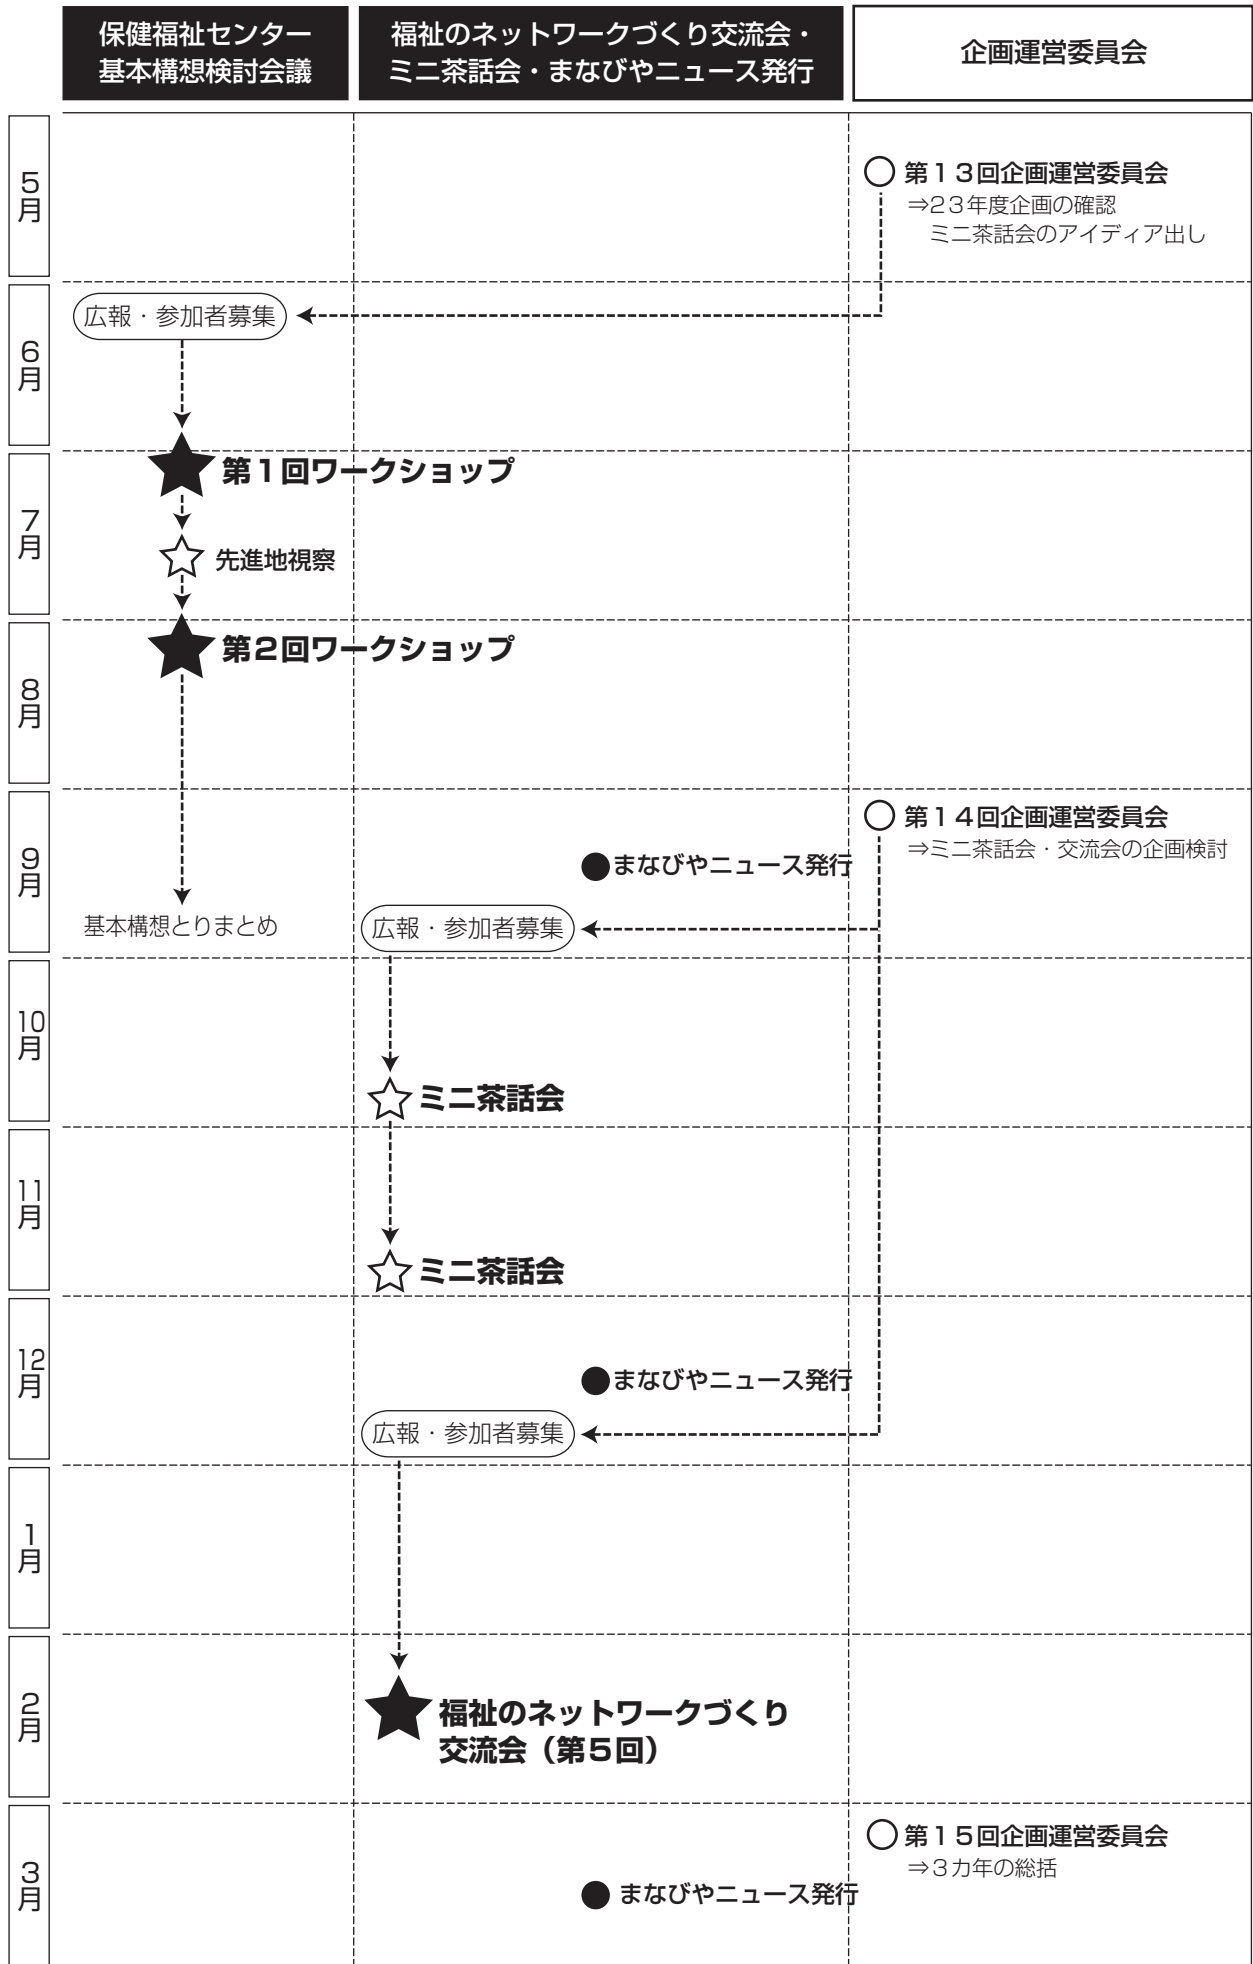 保健福祉センター
基本構想検討会議
福祉のネットワークづくり交流会・
ミニ茶話会・まなびやニュース発行
企画運営委員会
5月
第13回企画運営委員会
⇒23年度企画の確認
ミニ茶話会のアイディア出し
6月
広報・参加者募集
7月
第1回ワークショップ
先進地視察
8月
第2回ワークショップ
9月
第14回企画運営委員会
⇒ミニ茶話会・交流会の企画検討
まなびやニュース発行
基本構想とりまとめ
広報・参加者募集
10月
ミニ茶話会
11月
ミニ茶話会
12月
まなびやニュース発行
広報・参加者募集
1月
2月
福祉のネットワークづくり
交流会（第5回）
3月
第15回企画運営委員会
⇒3カ年の総括
まなびやニュース発行